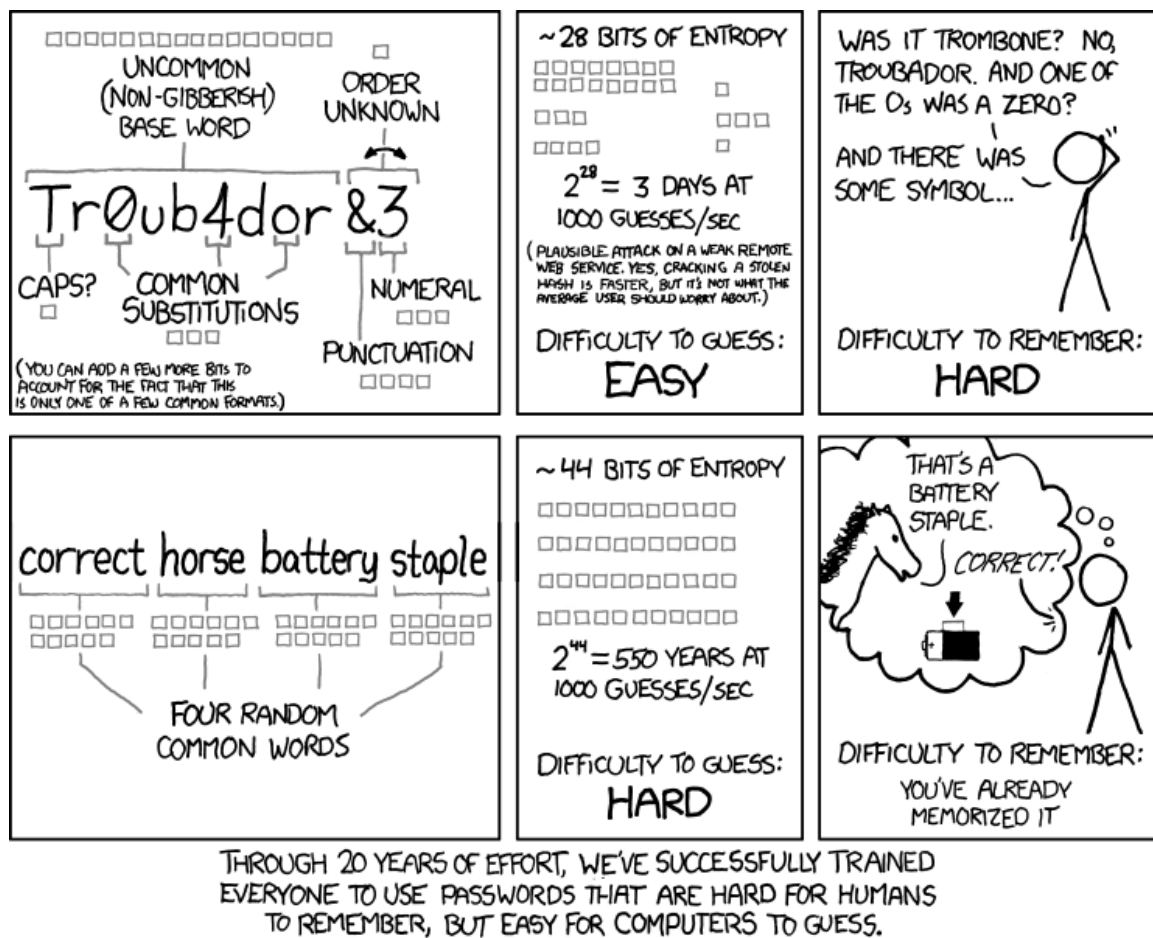 UNCOMMON
(NON-GIBBERISH)
BASE WORD
ORDER
UNKNOWN
Tr0ub4dor &3
CAPS?
COMMON
SUBSTITUTIONS
NUMERAL
PUNCTUATION
(YOU CAN ADD A FEW MORE BITS TO
ACCOUNT FOR THE FACT THAT THIS
IS ONLY ONE OF A FEW COMMON FORMATS.)
~28 BITS OF ENTROPY
2^28 = 3 DAYS AT
1000 GUESSES/SEC
(PLAUSIBLE ATTACK ON A WEAK REMOTE
WEB SERVICE. YES, CRACKING A STOLEN
HASH IS FASTER, BUT IT'S NOT WHAT THE
AVERAGE USER SHOULD WORRY ABOUT.)
DIFFICULTY TO GUESS:
EASY
WAS IT TROMBONE? NO,
TROUBADOR. AND ONE OF
THE Os WAS A ZERO?
AND THERE WAS
SOME SYMBOL...
DIFFICULTY TO REMEMBER:
HARD
correct horse battery staple
FOUR RANDOM
COMMON WORDS
~44 BITS OF ENTROPY
2^44 = 550 YEARS AT
1000 GUESSES/SEC
DIFFICULTY TO GUESS:
HARD
THAT'S A
BATTERY
STAPLE.
CORRECT!
+
DIFFICULTY TO REMEMBER:
YOU'VE ALREADY
MEMORIZED IT
THROUGH 20 YEARS OF EFFORT, WE'VE SUCCESSFULLY TRAINED
EVERYONE TO USE PASSWORDS THAT ARE HARD FOR HUMANS
TO REMEMBER, BUT EASY FOR COMPUTERS TO GUESS.